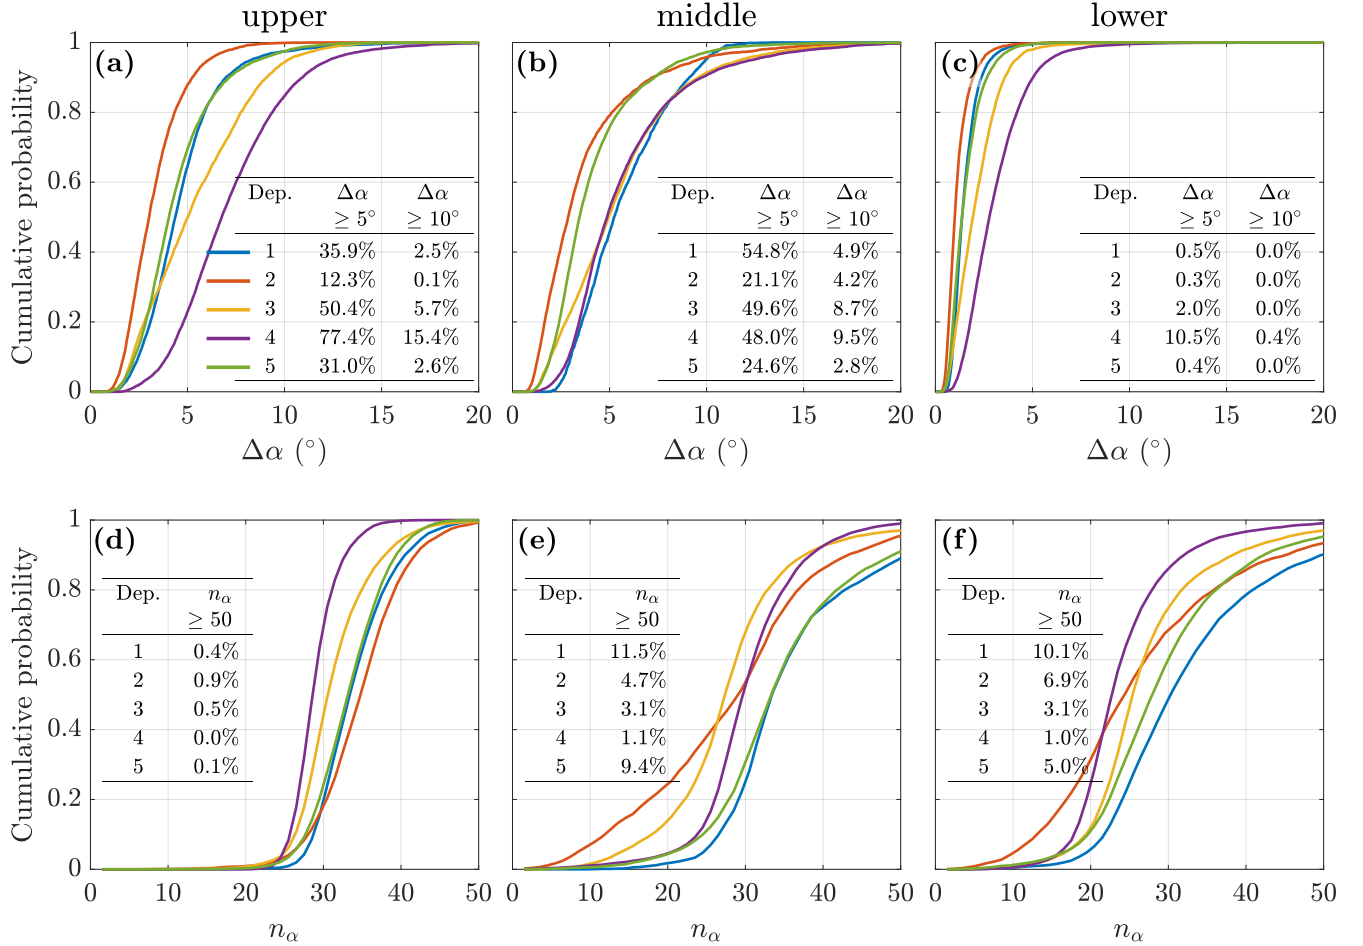 upper middle lower
Cumulative probability
1
0.8
0.6
0.4
0.2
0
(a)
Dep. Δα Δα
≥ 5° ≥ 10°
1 35.9% 2.5%
2 12.3% 0.1%
3 50.4% 5.7%
4 77.4% 15.4%
5 31.0% 2.6%
0 5 10 15 20
Δα (°)
(b)
Dep. Δα Δα
≥ 5° ≥ 10°
1 54.8% 4.9%
2 21.1% 4.2%
3 49.6% 8.7%
4 48.0% 9.5%
5 24.6% 2.8%
0 5 10 15 20
Δα (°)
(c)
Dep. Δα Δα
≥ 5° ≥ 10°
1 0.5% 0.0%
2 0.3% 0.0%
3 2.0% 0.0%
4 10.5% 0.4%
5 0.4% 0.0%
0 5 10 15 20
Δα (°)
Cumulative probability
1
0.8
0.6
0.4
0.2
0
(d)
Dep. nα
≥ 50
1 0.4%
2 0.9%
3 0.5%
4 0.0%
5 0.1%
0 10 20 30 40 50
nα
(e)
Dep. nα
≥ 50
1 11.5%
2 4.7%
3 3.1%
4 1.1%
5 9.4%
0 10 20 30 40 50
nα
(f)
Dep. nα
≥ 50
1 10.1%
2 6.9%
3 3.1%
4 1.0%
5 5.0%
0 10 20 30 40 50
nα